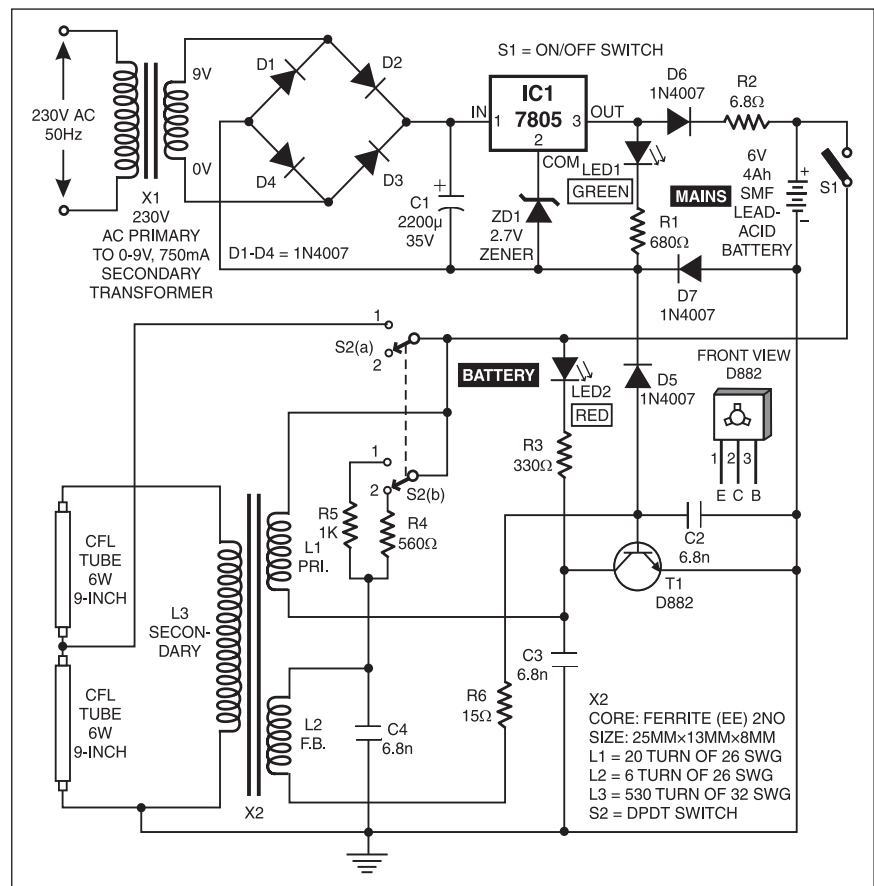 S1 = ON/OFF SWITCH
230V AC
50Hz
9V
0V
X1
230V
AC PRIMARY
TO 0-9V, 750mA
SECONDARY
TRANSFORMER
D1
D2
D4
D3
D1-D4 = 1N4007
C1
2200µ
35V
+
IN
1
IC1
7805
3
OUT
2
COM
ZD1
2.7V
ZENER
LED1
GREEN
MAINS
R1
680Ω
D6
1N4007
R2
6.8Ω
6V
4Ah
SMF
LEAD-
ACID
BATTERY
+
–
S1
D7
1N4007
1
2
S2(a)
BATTERY
LED2
RED
D5
1N4007
FRONT VIEW
D882
1 2 3
E C B
R3
330Ω
1
2
S2(b)
R5
1K
R4
560Ω
L1
PRI.
C2
6.8n
T1
D882
CFL
TUBE
6W
9-INCH
L3
SECON-
DARY
C3
6.8n
CFL
TUBE
6W
9-INCH
L2
F.B.
C4
6.8n
R6
15Ω
X2
X2
CORE: FERRITE (EE) 2NO
SIZE: 25MM×13MM×8MM
L1 = 20 TURN OF 26 SWG
L2 = 6 TURN OF 26 SWG
L3 = 530 TURN OF 32 SWG
S2 = DPDT SWITCH